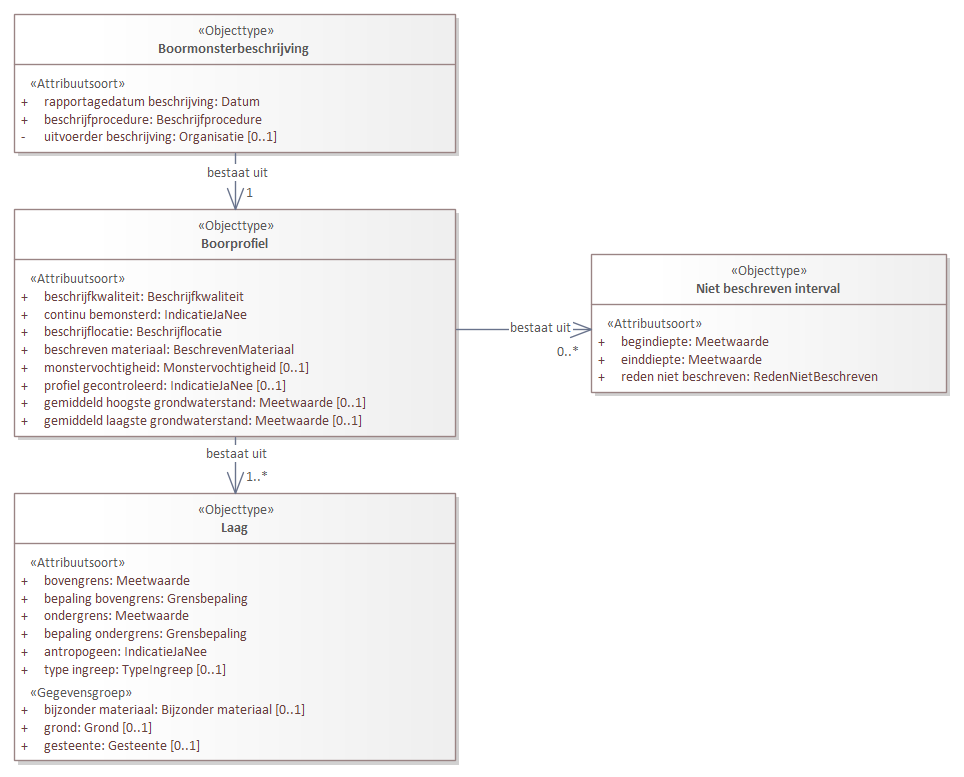 «Objecttype»
Boormonsterbeschrijving
«Attribuutsoort»
+ rapportagedatum beschrijving: Datum
+ beschrijfprocedure: Beschrijfprocedure
- uitvoerder beschrijving: Organisatie [0..1]
bestaat uit
1
«Objecttype»
Boorprofiel
«Attribuutsoort»
+ beschrijfkwaliteit: Beschrijfkwaliteit
+ continu bemonsterd: IndicatieJaNee
+ beschrijflocatie: Beschrijflocatie
+ beschreven materiaal: BeschrevenMateriaal
+ monstervochtigheid: Monstervochtigheid [0..1]
+ profiel gecontroleerd: IndicatieJaNee [0..1]
+ gemiddeld hoogste grondwaterstand: Meetwaarde [0..1]
+ gemiddeld laagste grondwaterstand: Meetwaarde [0..1]
bestaat uit
0..*
«Objecttype»
Niet beschreven interval
«Attribuutsoort»
+ begindiepte: Meetwaarde
+ einddiepte: Meetwaarde
+ reden niet beschreven: RedenNietBeschreven
bestaat uit
1..*
«Objecttype»
Laag
«Attribuutsoort»
+ bovengrens: Meetwaarde
+ bepaling bovengrens: Grensbepaling
+ ondergrens: Meetwaarde
+ bepaling ondergrens: Grensbepaling
+ antropogeen: IndicatieJaNee
+ type ingreep: TypeIngreep [0..1]
«Gegevensgroep»
+ bijzonder materiaal: Bijzonder materiaal [0..1]
+ grond: Grond [0..1]
+ gesteente: Gesteente [0..1]